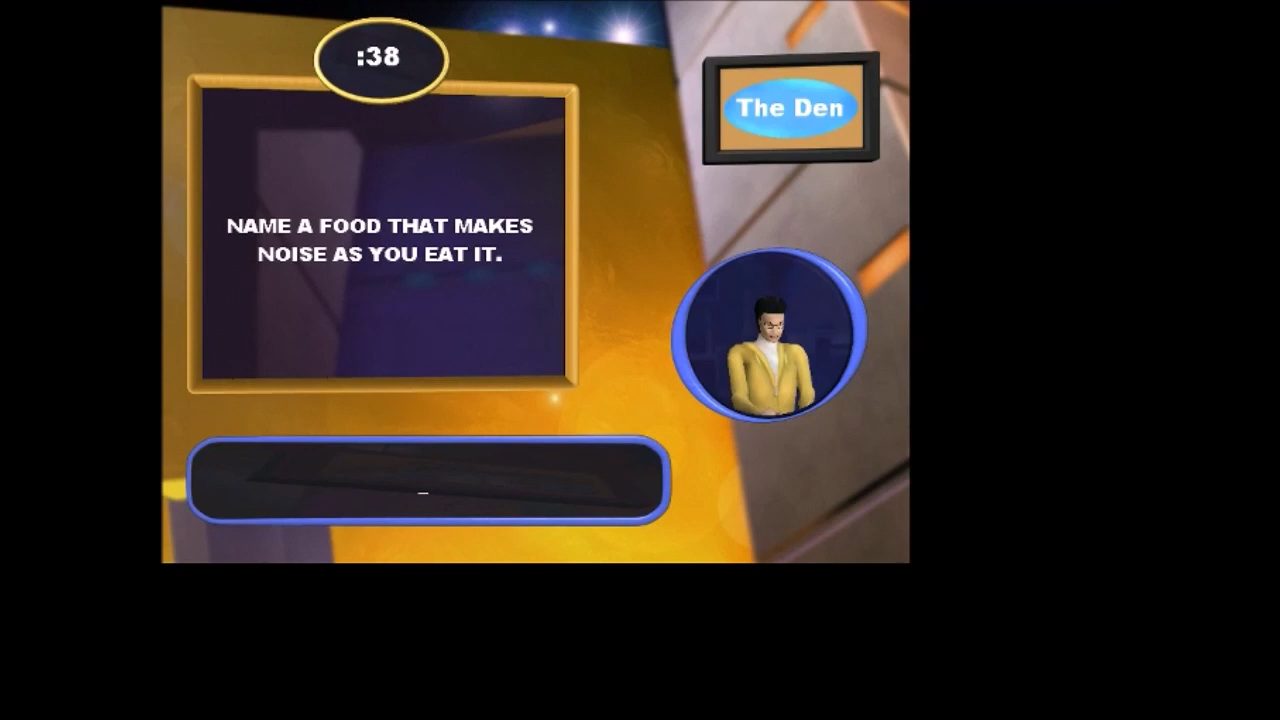 :38
The Den
NAME A FOOD THAT MAKES
NOISE AS YOU EAT IT.
_